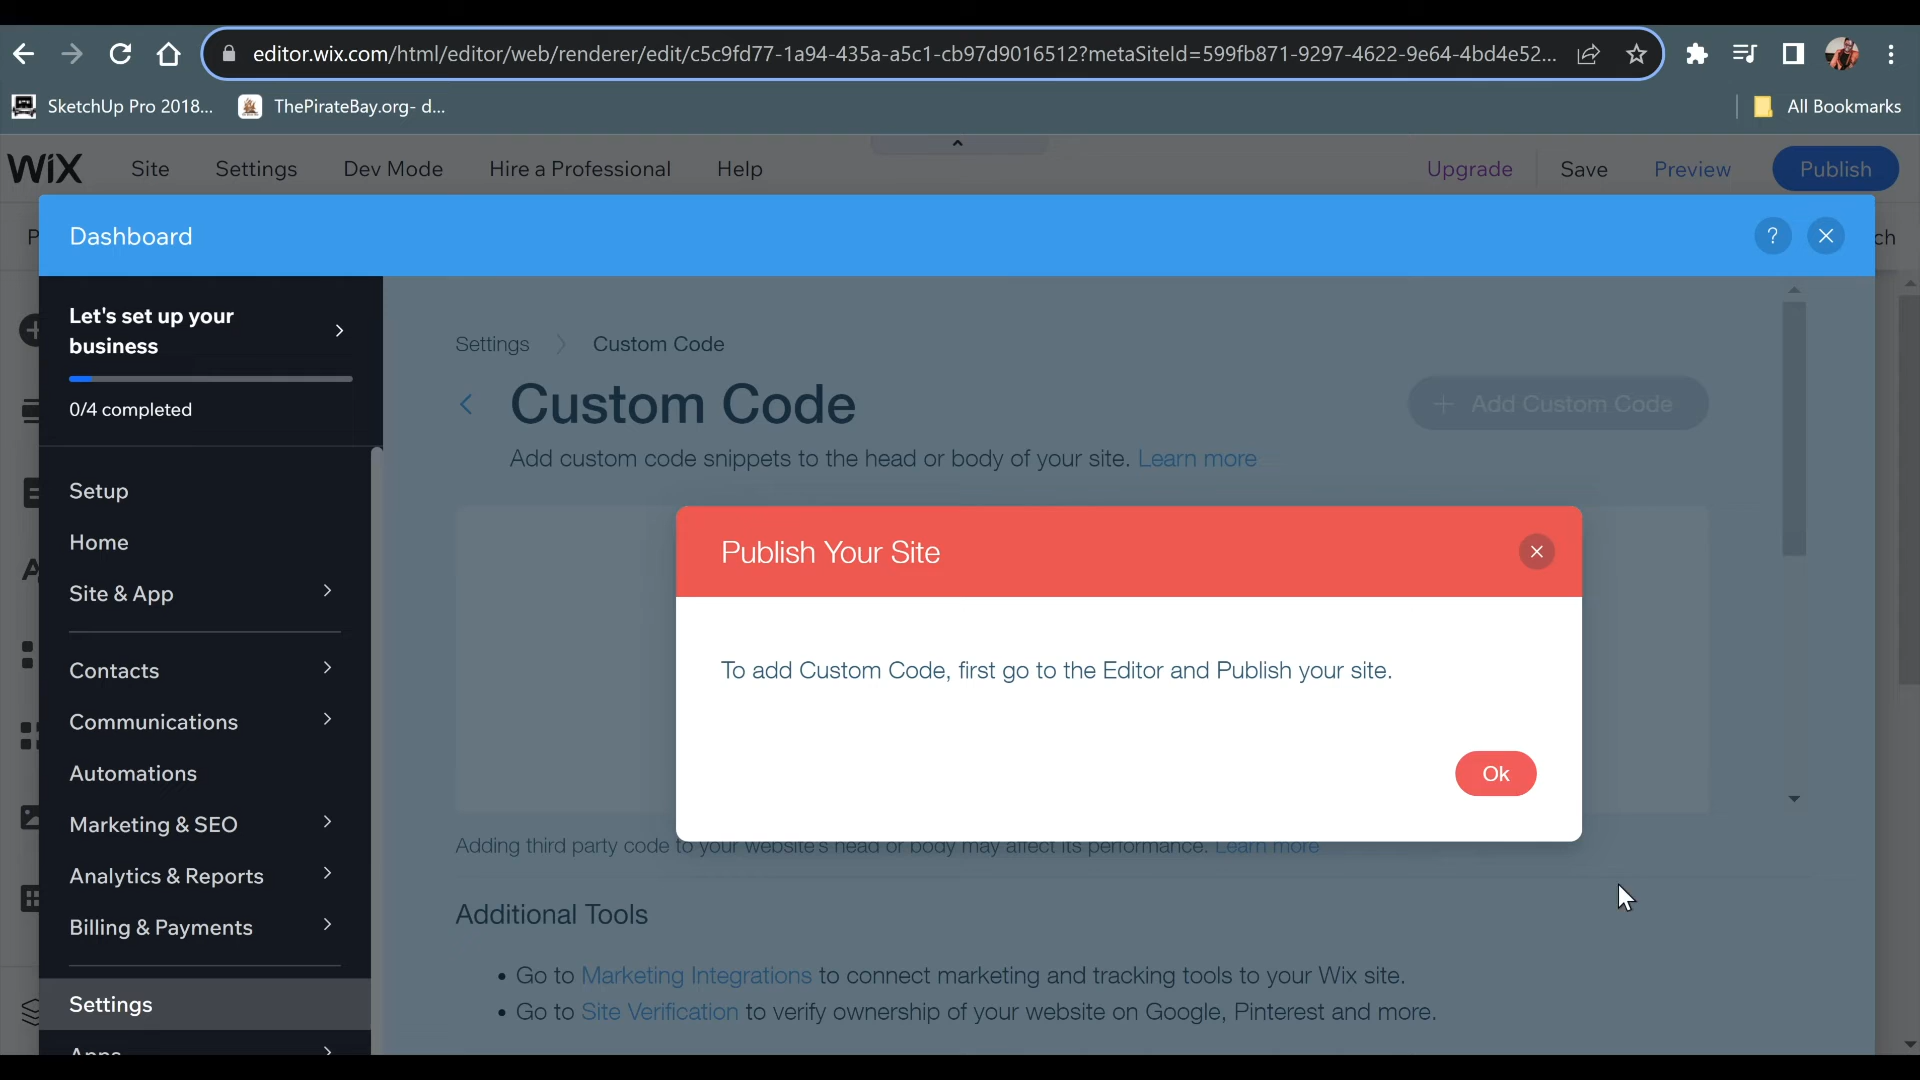 editor.wix.com/html/editor/web/renderer/edit/c5c9fd77-1a94-435a-a5c1-cb97d9016512?metaSiteId=599fb871-9297-4622-9e64-4bd4e52...
SketchUp Pro 2018...
ThePirateBay.org- d...
All Bookmarks
WiX
Site
Settings
Dev Mode
Hire a Professional
Help
Upgrade
Save
Preview
Publish
Dashboard
?
ch
Let's set up your
business
0/4 completed
Setup
Home
Site & App
Contacts
Communications
Automations
Marketing & SEO
Analytics & Reports
Billing & Payments
Settings
Apps
Settings
Custom Code
Custom Code
+ Add Custom Code
Add custom code snippets to the head or body of your site. Learn more
Publish Your Site
To add Custom Code, first go to the Editor and Publish your site.
Ok
Adding third party code to your website's head or body may affect its performance. Learn more
Additional Tools
• Go to Marketing Integrations to connect marketing and tracking tools to your Wix site.
• Go to Site Verification to verify ownership of your website on Google, Pinterest and more.